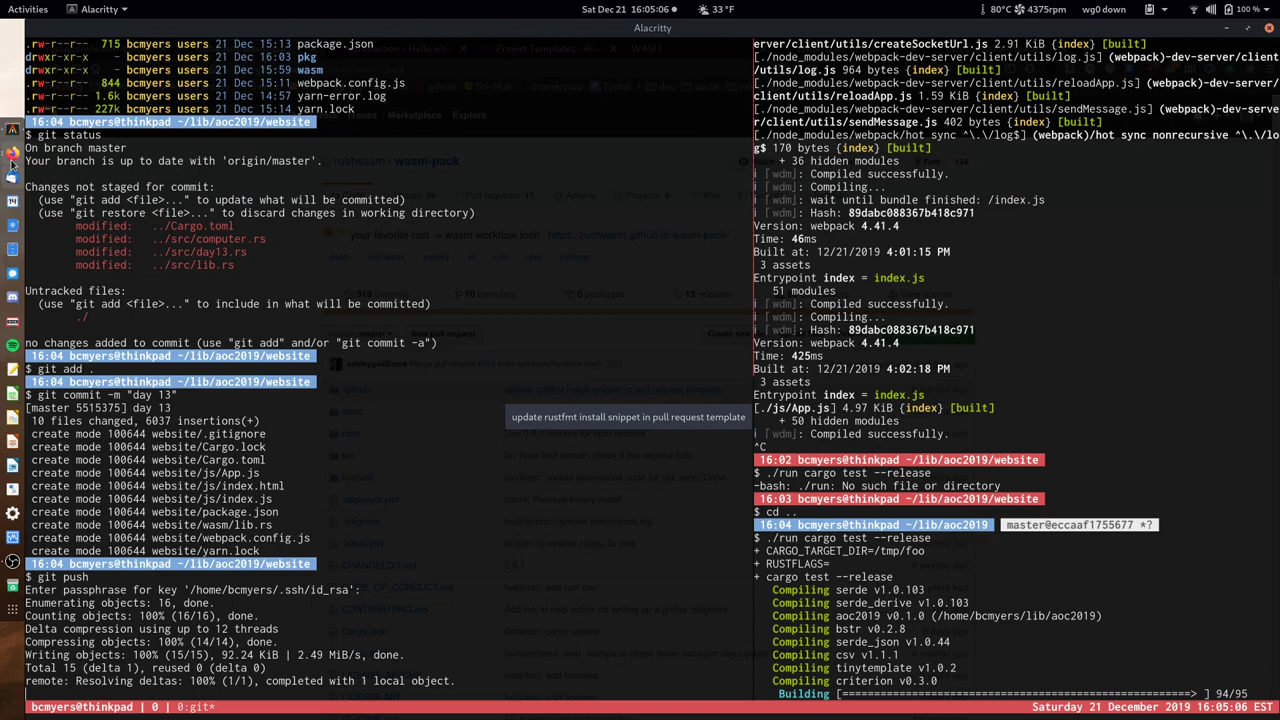 Activities
Alacritty
Sat Dec 21 16:05:06
33 °F
80°C
4375rpm
wg0 down
100 %
Alacritty
.rw-r--r-- 715 bcmyers users 21 Dec 15:13 package.json
drwxr-xr-x - bcmyers users 21 Dec 16:03 pkg
drwxr-xr-x - bcmyers users 21 Dec 15:59 wasm
.rw-r--r-- 844 bcmyers users 21 Dec 15:11 webpack.config.js
.rw-r--r-- 1.6k bcmyers users 21 Dec 14:57 yarn-error.log
.rw-r--r-- 227k bcmyers users 21 Dec 15:14 yarn.lock
16:04 bcmyers@thinkpad ~/lib/aoc2019/website
$ git status
On branch master
Your branch is up to date with 'origin/master'.
Changes not staged for commit:
(use "git add <file>..." to update what will be committed)
(use "git restore <file>..." to discard changes in working directory)
modified: ../Cargo.toml
modified: ../src/computer.rs
modified: ../src/day13.rs
modified: ../src/lib.rs
Untracked files:
(use "git add <file>..." to include in what will be committed)
./
no changes added to commit (use "git add" and/or "git commit -a")
16:04 bcmyers@thinkpad ~/lib/aoc2019/website
$ git add .
16:04 bcmyers@thinkpad ~/lib/aoc2019/website
$ git commit -m "day 13"
[master 5515375] day 13
10 files changed, 6037 insertions(+)
create mode 100644 website/.gitignore
create mode 100644 website/Cargo.lock
create mode 100644 website/Cargo.toml
create mode 100644 website/js/App.js
create mode 100644 website/js/index.html
create mode 100644 website/js/index.js
create mode 100644 website/package.json
create mode 100644 website/wasm/lib.rs
create mode 100644 website/webpack.config.js
create mode 100644 website/yarn.lock
16:04 bcmyers@thinkpad ~/lib/aoc2019/website
$ git push
Enter passphrase for key '/home/bcmyers/.ssh/id_rsa':
Enumerating objects: 16, done.
Counting objects: 100% (16/16), done.
Delta compression using up to 12 threads
Compressing objects: 100% (14/14), done.
Writing objects: 100% (15/15), 92.24 KiB | 2.49 MiB/s, done.
Total 15 (delta 1), reused 0 (delta 0)
remote: Resolving deltas: 100% (1/1), completed with 1 local object.
update rustfmt install snippet in pull request template
erver/client/utils/createSocketUrl.js 2.91 KiB {index} [built]
[./node_modules/webpack-dev-server/client/utils/log.js] (webpack)-dev-server/client
/utils/log.js 964 bytes {index} [built]
[./node_modules/webpack-dev-server/client/utils/reloadApp.js] (webpack)-dev-server/
client/utils/reloadApp.js 1.59 KiB {index} [built]
[./node_modules/webpack-dev-server/client/utils/sendMessage.js] (webpack)-dev-serve
r/client/utils/sendMessage.js 402 bytes {index} [built]
[./node_modules/webpack/hot sync ^\.\/log$] (webpack)/hot sync nonrecursive ^\.\/lo
g$ 170 bytes {index} [built]
+ 36 hidden modules
i ｢wdm｣: Compiled successfully.
i ｢wdm｣: Compiling...
i ｢wdm｣: wait until bundle finished: /index.js
i ｢wdm｣: Hash: 89dabc088367b418c971
Version: webpack 4.41.4
Time: 46ms
Built at: 12/21/2019 4:01:15 PM
3 assets
Entrypoint index = index.js
51 modules
i ｢wdm｣: Compiled successfully.
i ｢wdm｣: Compiling...
i ｢wdm｣: Hash: 89dabc088367b418c971
Version: webpack 4.41.4
Time: 425ms
Built at: 12/21/2019 4:02:18 PM
3 assets
Entrypoint index = index.js
[./js/App.js] 4.97 KiB {index} [built]
+ 50 hidden modules
i ｢wdm｣: Compiled successfully.
^C
16:02 bcmyers@thinkpad ~/lib/aoc2019/website
$ ./run cargo test --release
-bash: ./run: No such file or directory
16:03 bcmyers@thinkpad ~/lib/aoc2019/website
$ cd ..
16:04 bcmyers@thinkpad ~/lib/aoc2019 master@eccaaf1755677 *?
$ ./run cargo test --release
+ CARGO_TARGET_DIR=/tmp/foo
+ RUSTFLAGS=
+ cargo test --release
Compiling serde v1.0.103
Compiling serde_derive v1.0.103
Compiling aoc2019 v0.1.0 (/home/bcmyers/lib/aoc2019)
Compiling bstr v0.2.8
Compiling serde_json v1.0.44
Compiling csv v1.1.1
Compiling tinytemplate v1.0.2
Compiling criterion v0.3.0
Building [======================================================> ] 94/95
bcmyers@thinkpad | 0 | 0:git*
Saturday 21 December 2019 16:05:06 EST